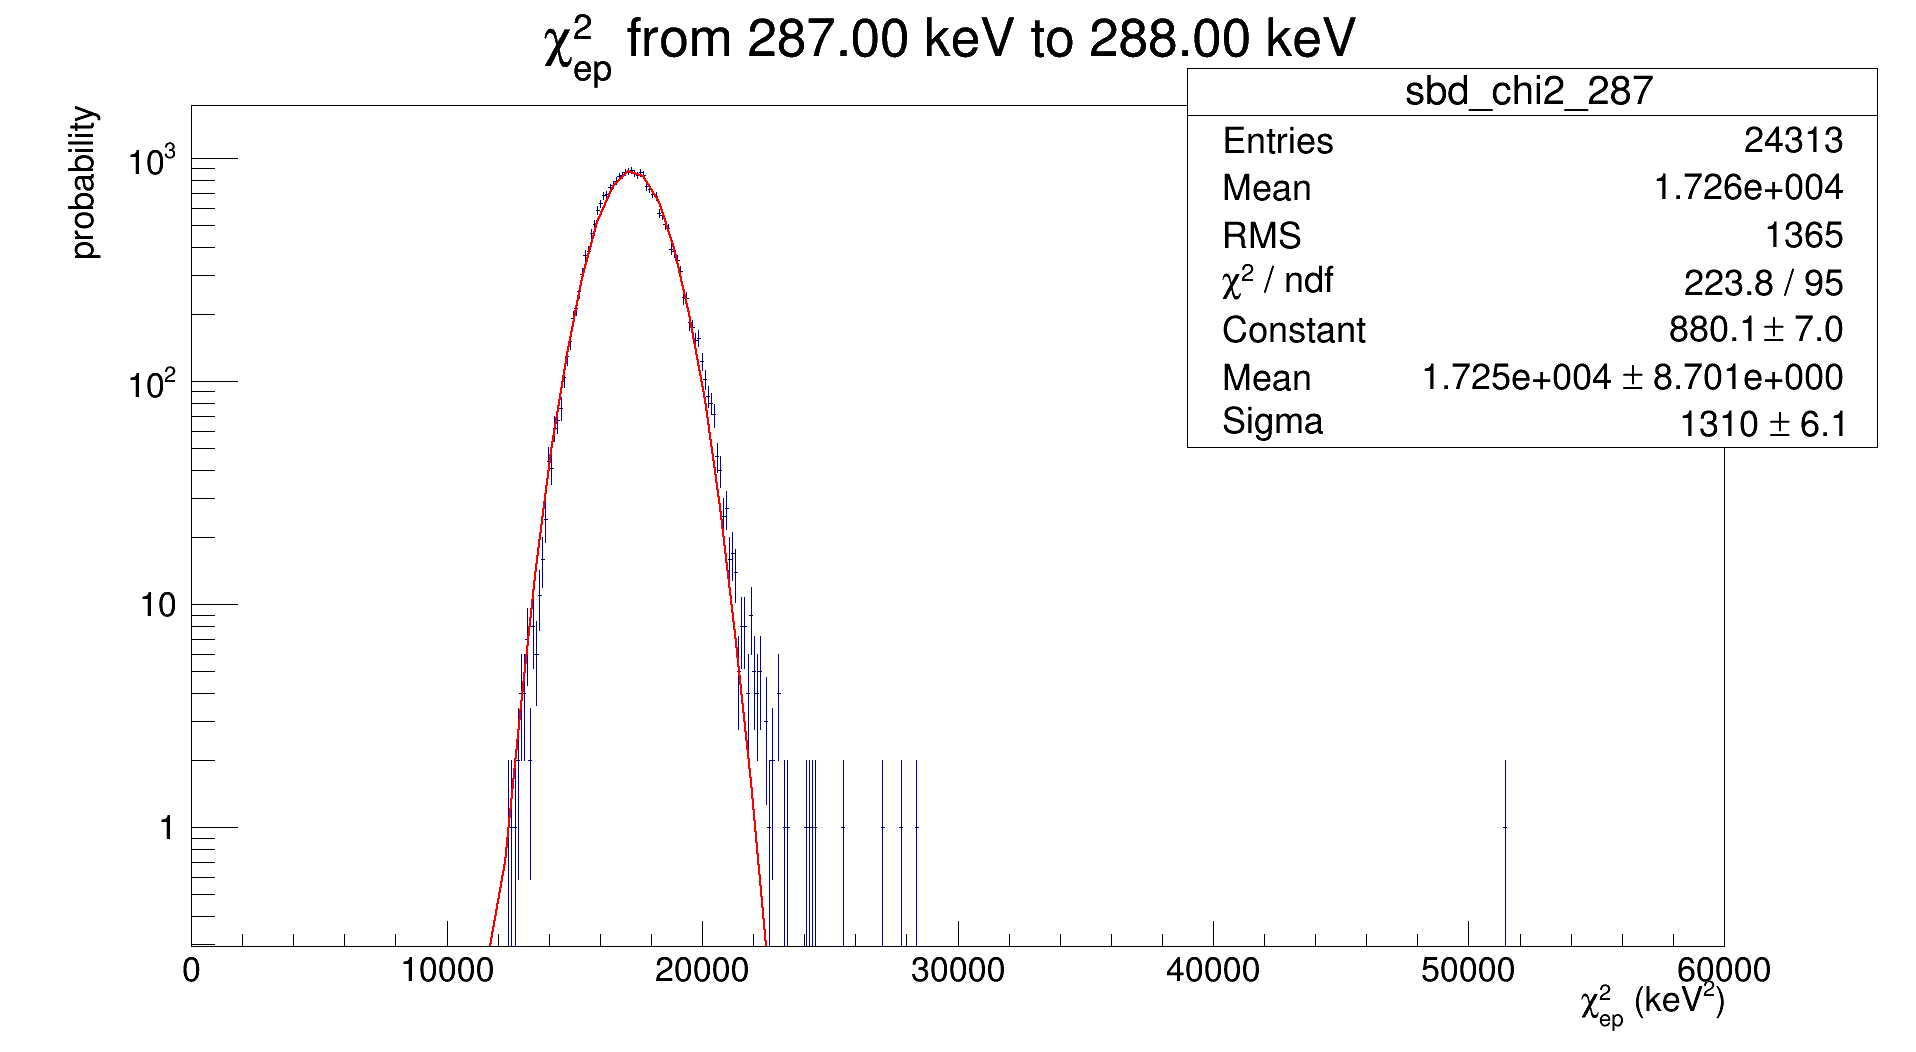 χ²ep from 287.00 keV to 288.00 keV
sbd_chi2_287
Entries 24313
Mean 1.726e+004
RMS 1365
χ² / ndf 223.8 / 95
Constant 880.1 ± 7.0
Mean 1.725e+004 ± 8.701e+000
Sigma 1310 ± 6.1
probability
10³
10²
10
1
0 10000 20000 30000 40000 50000 60000
χ²ep (keV²)